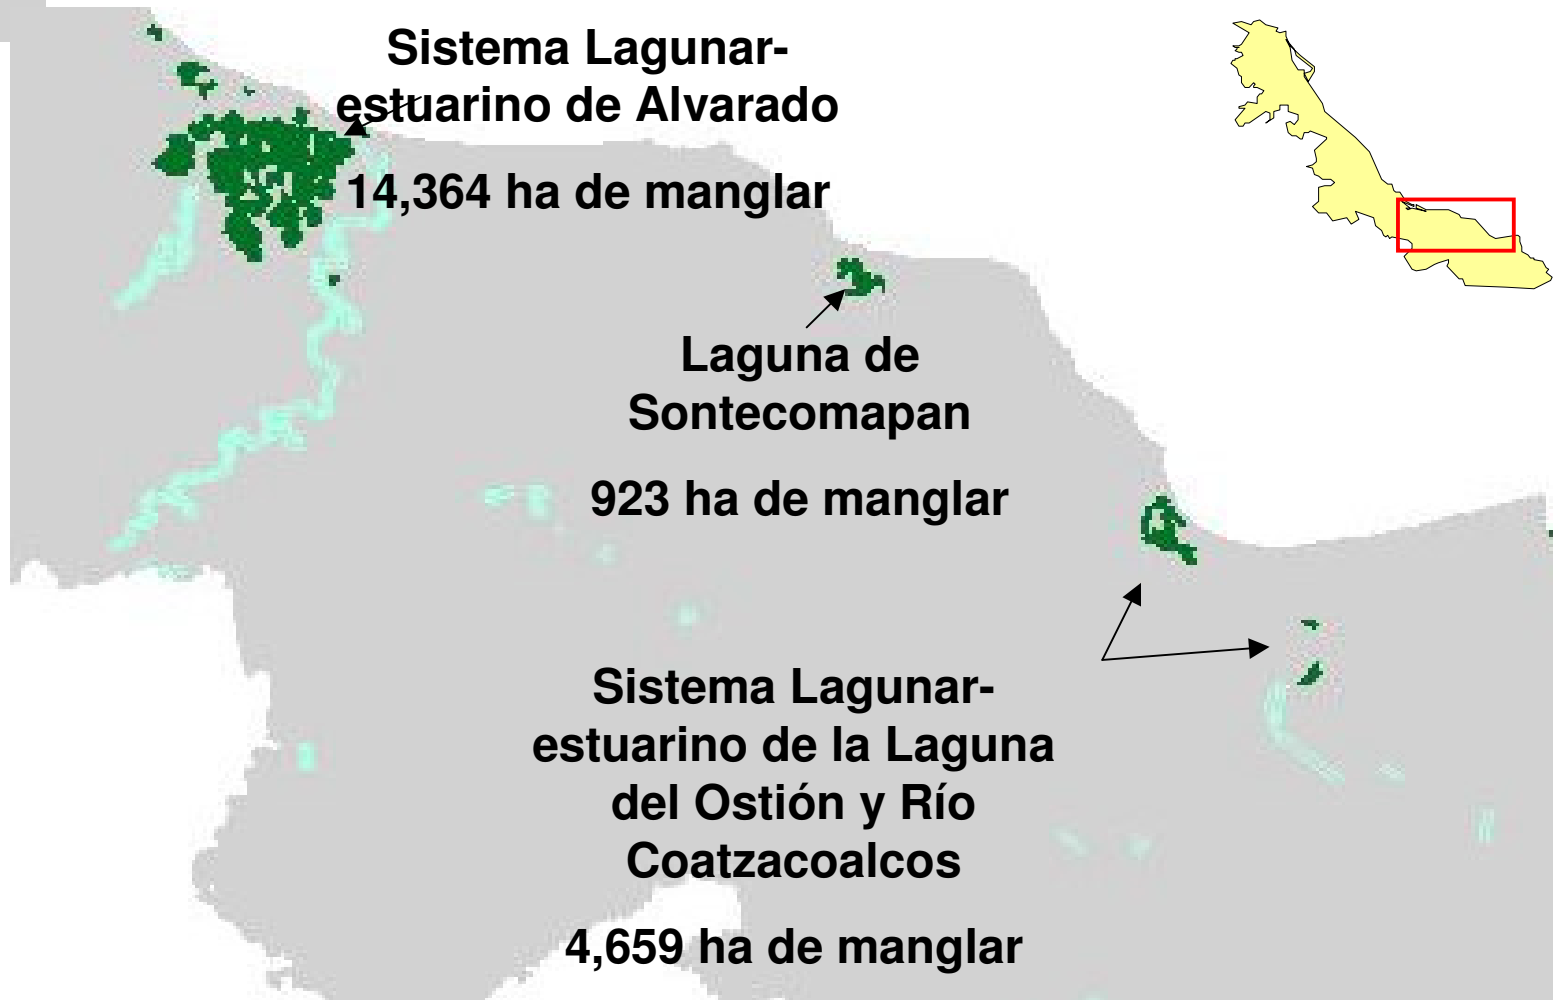 Sistema Lagunar-
estuarino de Alvarado
14,364 ha de manglar
Laguna de
Sontecomapan
923 ha de manglar
Sistema Lagunar-
estuarino de la Laguna
del Ostión y Río
Coatzacoalcos
4,659 ha de manglar